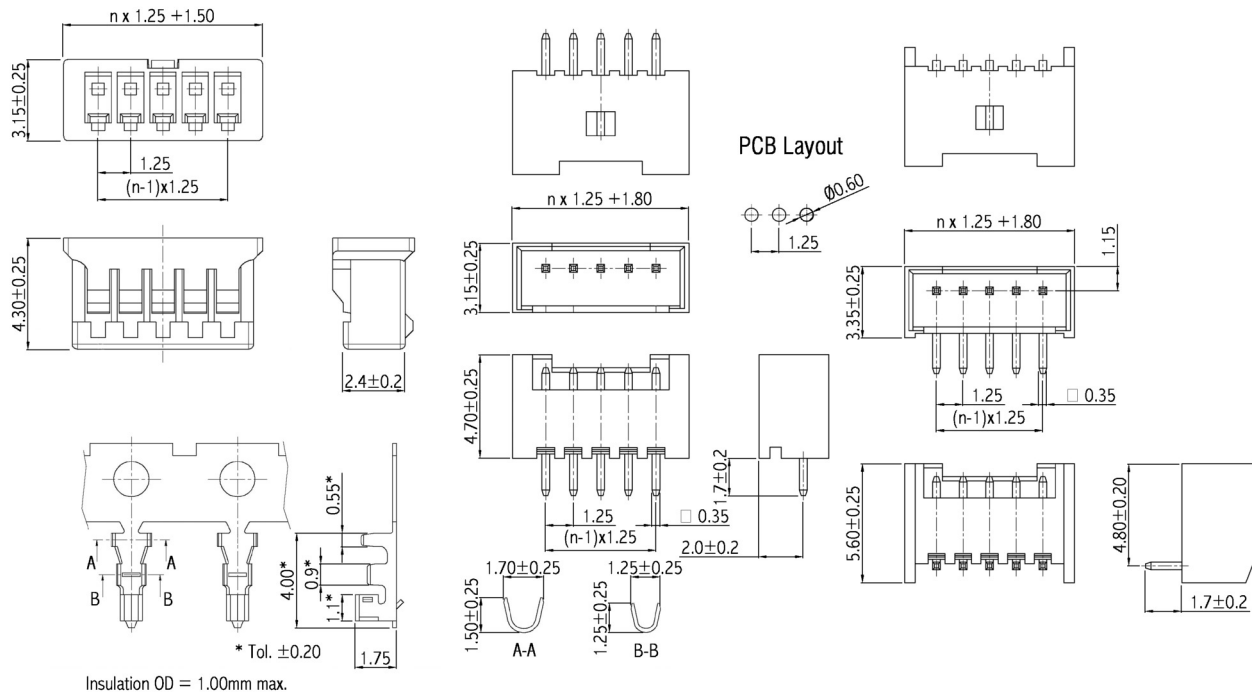 n x 1.25 +1.50
3.15±0.25
1.25
(n-1)x1.25
4.30±0.25
2.4±0.2
A
A
B
B
0.55*
4.00*
0.9*
1.1*
* Tol. ±0.20
1.75
Insulation OD = 1.00mm max.
n x 1.25 +1.80
3.15±0.25
4.70±0.25
1.7±0.2
1.25
□ 0.35
(n-1)x1.25
2.0±0.2
1.70±0.25
1.50±0.25
A-A
1.25±0.25
1.25±0.25
B-B
PCB Layout
Ø0.60
1.25
n x 1.25 +1.80
1.15
3.35±0.25
1.25
□ 0.35
(n-1)x1.25
5.60±0.25
4.80±0.20
1.7±0.2